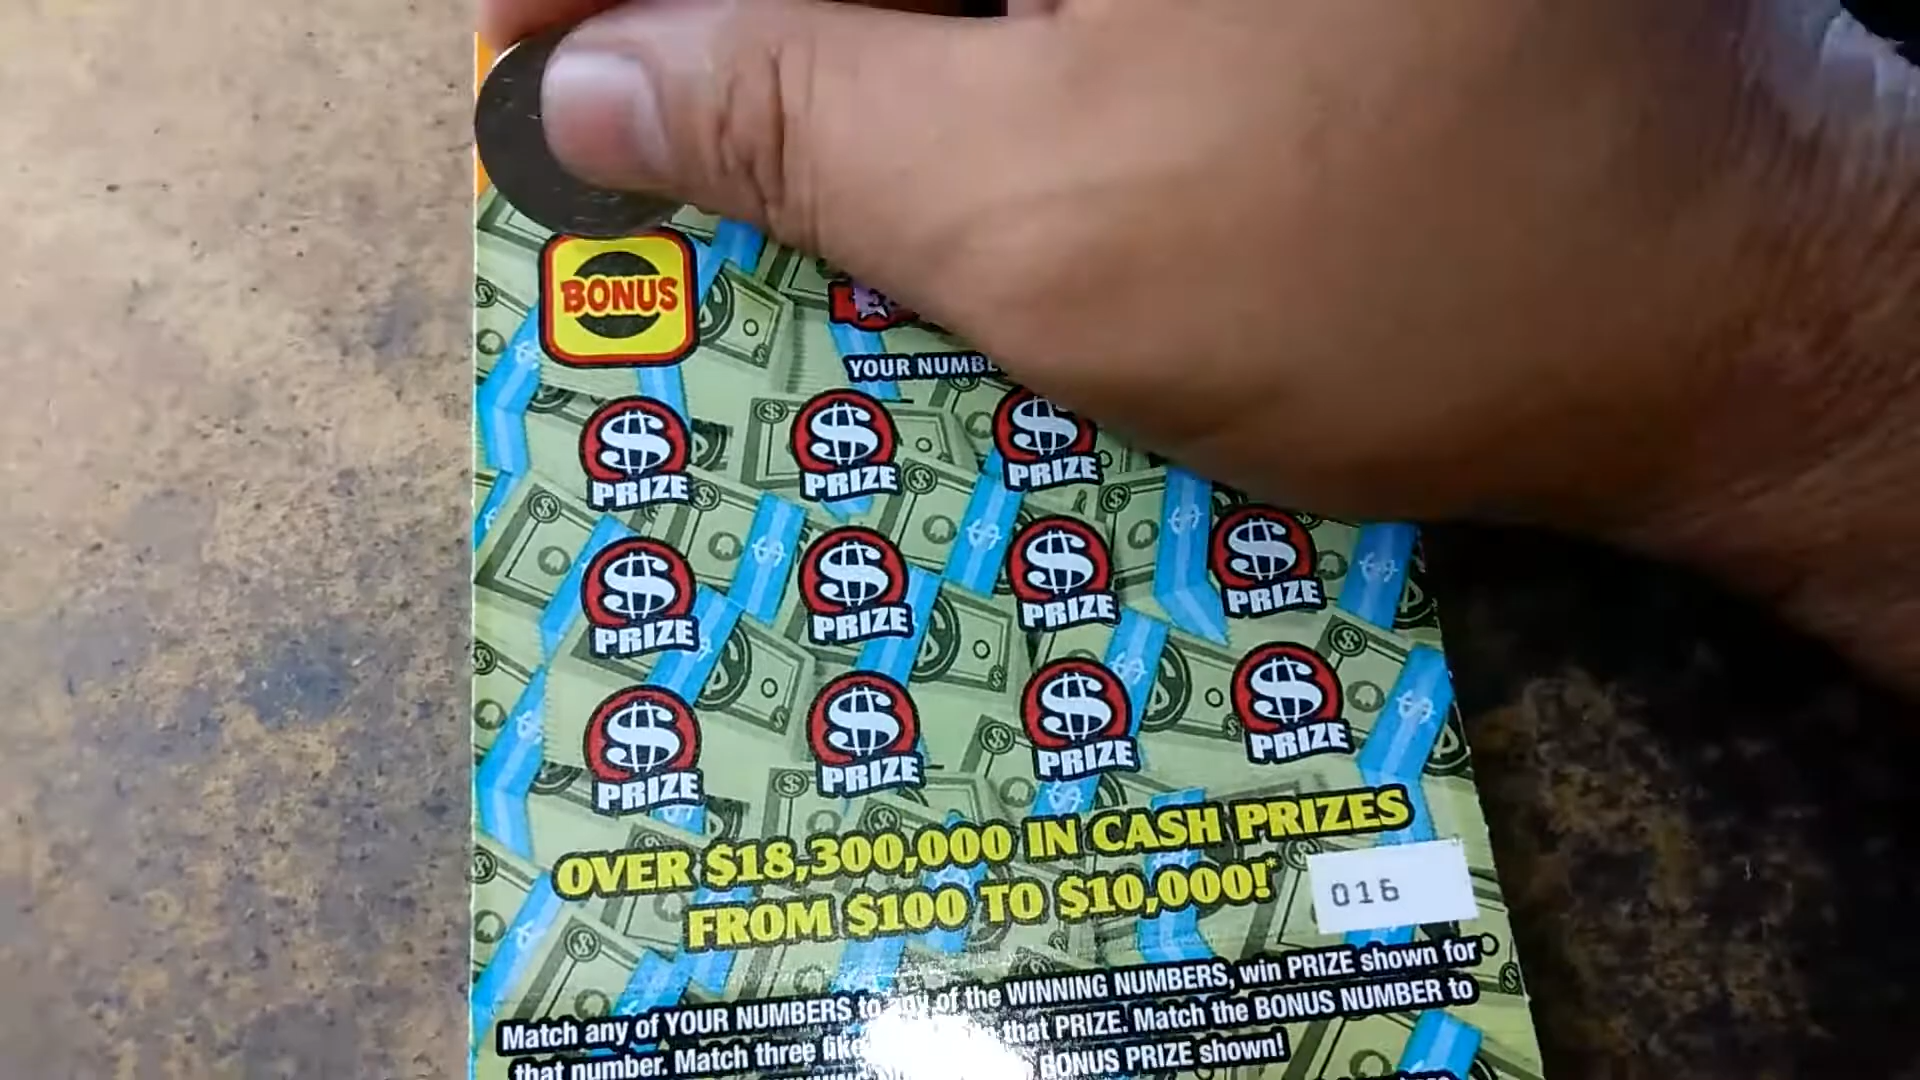 BONUS
YOUR NUMBE
PRIZE PRIZE PRIZE
PRIZE PRIZE PRIZE PRIZE
PRIZE PRIZE PRIZE PRIZE
OVER $18,300,000 IN CASH PRIZES
FROM $100 TO $10,000!*
016
Match any of YOUR NUMBERS to any of the WINNING NUMBERS, win PRIZE shown for
that number. Match three like that PRIZE. Match the BONUS NUMBER to
BONUS PRIZE shown!